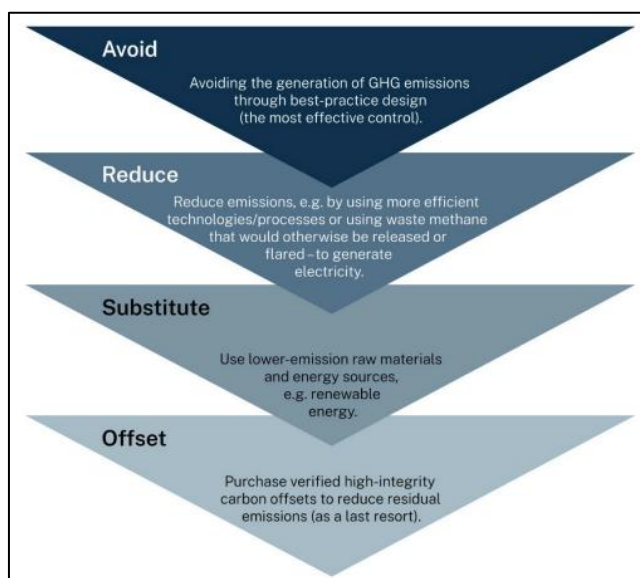 Avoid
Avoiding the generation of GHG emissions
through best-practice design
(the most effective control).
Reduce
Reduce emissions, e.g. by using more efficient
technologies/processes or using waste methane
that would otherwise be released or
flared – to generate
electricity.
Substitute
Use lower-emission raw materials
and energy sources,
e.g. renewable
energy.
Offset
Purchase verified high-integrity
carbon offsets to reduce residual
emissions (as a last resort).